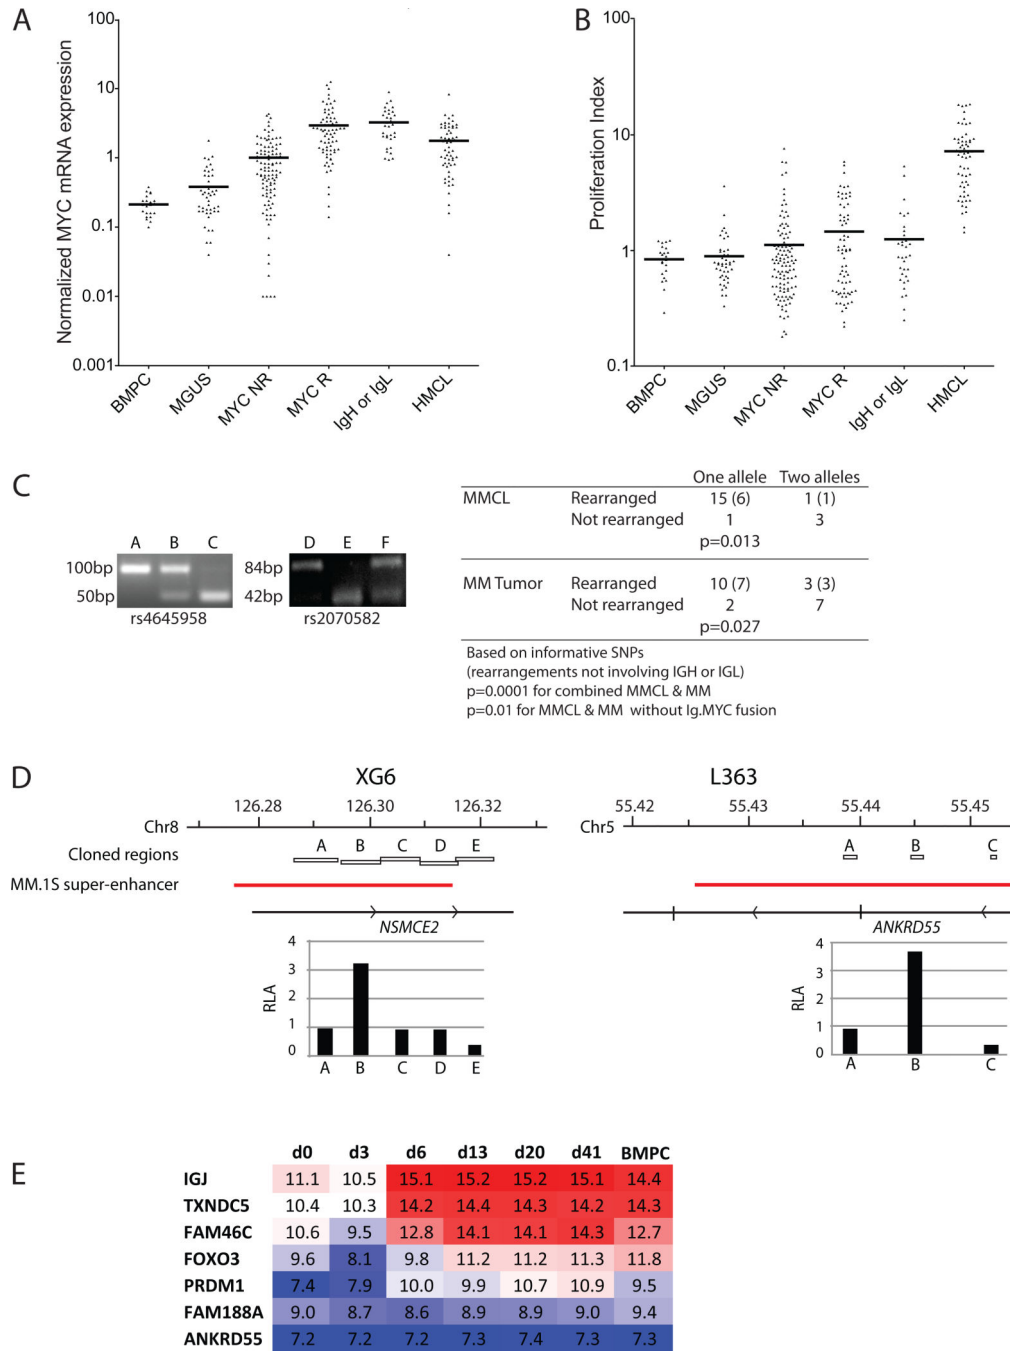 A
Normalized MYC mRNA expression
100
10
1
0.1
0.01
0.001
BMPC
MGUS
MYC NR
MYC R
IgH or IgL
HMCL
B
Proliferation Index
100
10
1
0.1
BMPC
MGUS
MYC NR
MYC R
IgH or IgL
HMCL
C
A B C
100bp
50bp
rs4645958
D E F
84bp
42bp
rs2070582
One allele Two alleles
MMCL Rearranged 15 (6) 1 (1)
Not rearranged 1 3
p=0.013
MM Tumor Rearranged 10 (7) 3 (3)
Not rearranged 2 7
p=0.027
Based on informative SNPs
(rearrangements not involving IGH or IGL)
p=0.0001 for combined MMCL & MM
p=0.01 for MMCL & MM without Ig.MYC fusion
D
XG6
126.28 126.30 126.32
Chr8
Cloned regions
A B C D E
MM.1S super-enhancer
NSMCE2
RLA
4
3
2
1
0
A B C D E
L363
55.42 55.43 55.44 55.45
Chr5
A B C
ANKRD55
RLA
4
3
2
1
0
A B C
E
d0 d3 d6 d13 d20 d41 BMPC
IGJ 11.1 10.5 15.1 15.2 15.2 15.1 14.4
TXNDC5 10.4 10.3 14.2 14.4 14.3 14.2 14.3
FAM46C 10.6 9.5 12.8 14.1 14.1 14.3 12.7
FOXO3 9.6 8.1 9.8 11.2 11.2 11.3 11.8
PRDM1 7.4 7.9 10.0 9.9 10.7 10.9 9.5
FAM188A 9.0 8.7 8.6 8.9 8.9 9.0 9.4
ANKRD55 7.2 7.2 7.2 7.3 7.4 7.3 7.3